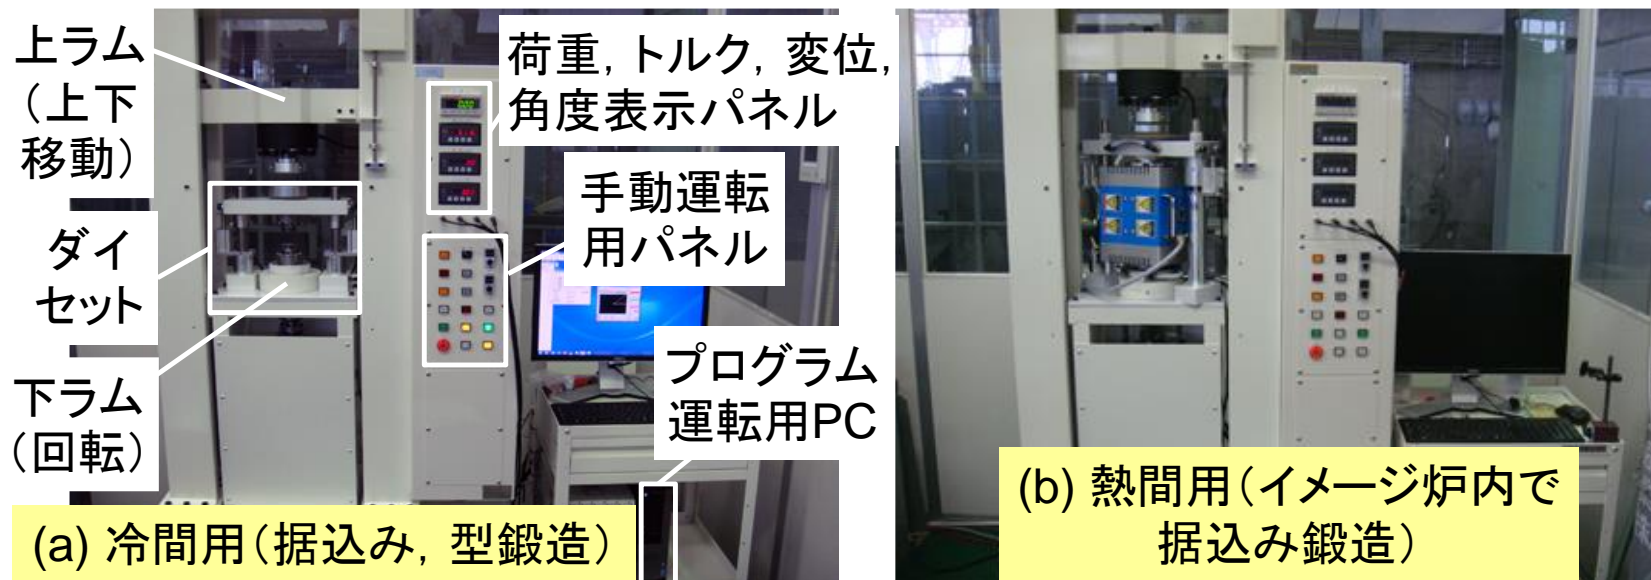 上ラム
(上下
移動)
荷重, トルク, 変位,
角度表示パネル
手動運転
用パネル
ダイ
セット
下ラム
(回転)
プログラム
運転用PC
(a) 冷間用(据込み, 型鍛造)
(b) 熱間用(イメージ炉内で
据込み鍛造)